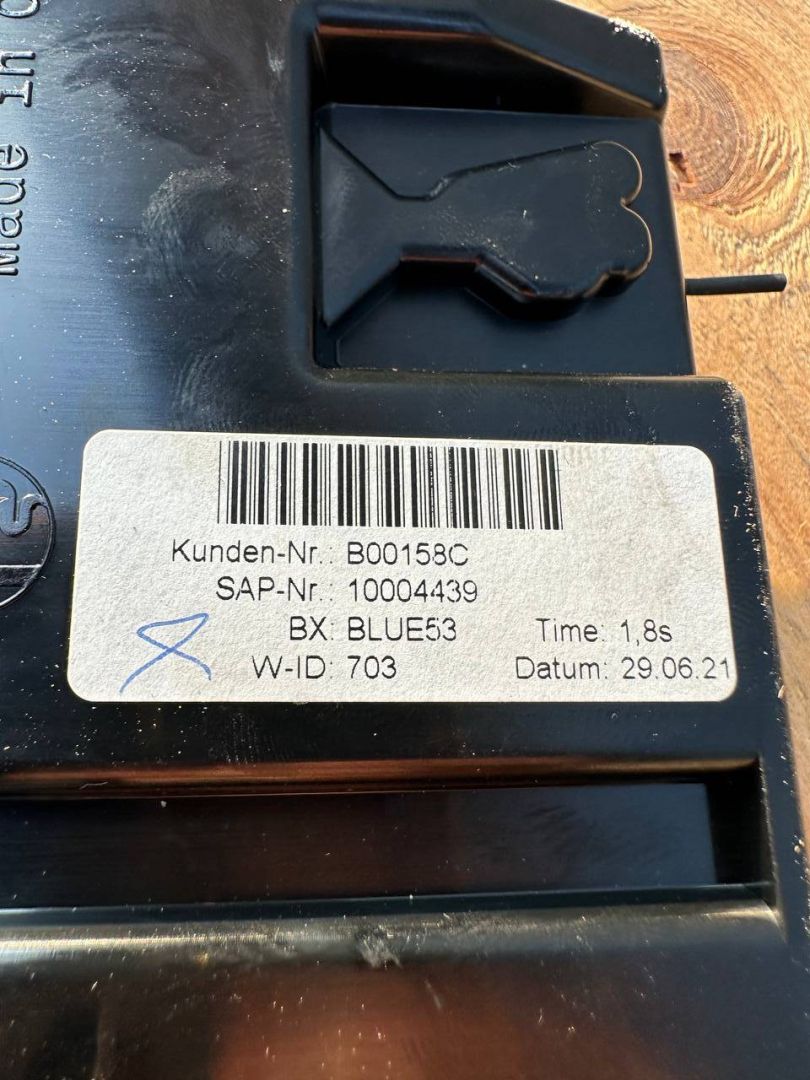 Made in
Kunden-Nr.: B00158C
SAP-Nr.: 10004439
BX: BLUE53 Time: 1,8s
W-ID: 703 Datum: 29.06.21